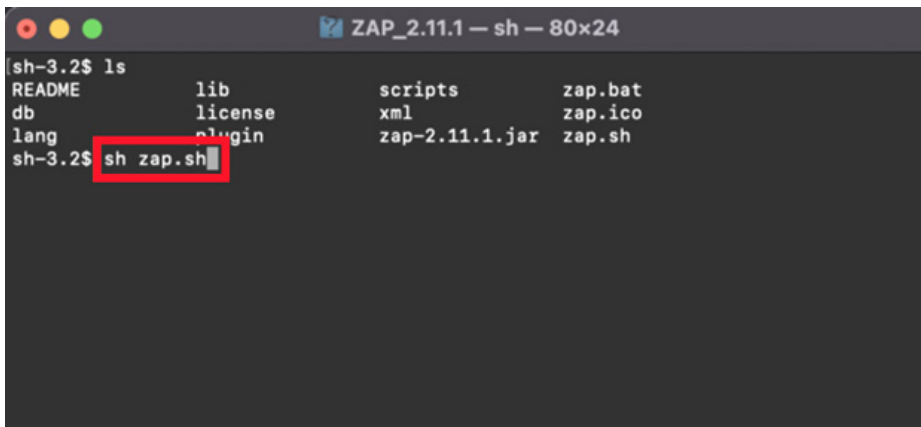 ZAP_2.11.1 — sh — 80×24
[sh-3.2$ ls
README lib scripts zap.bat
db license xml zap.ico
lang plugin zap-2.11.1.jar zap.sh
sh-3.2$ sh zap.sh